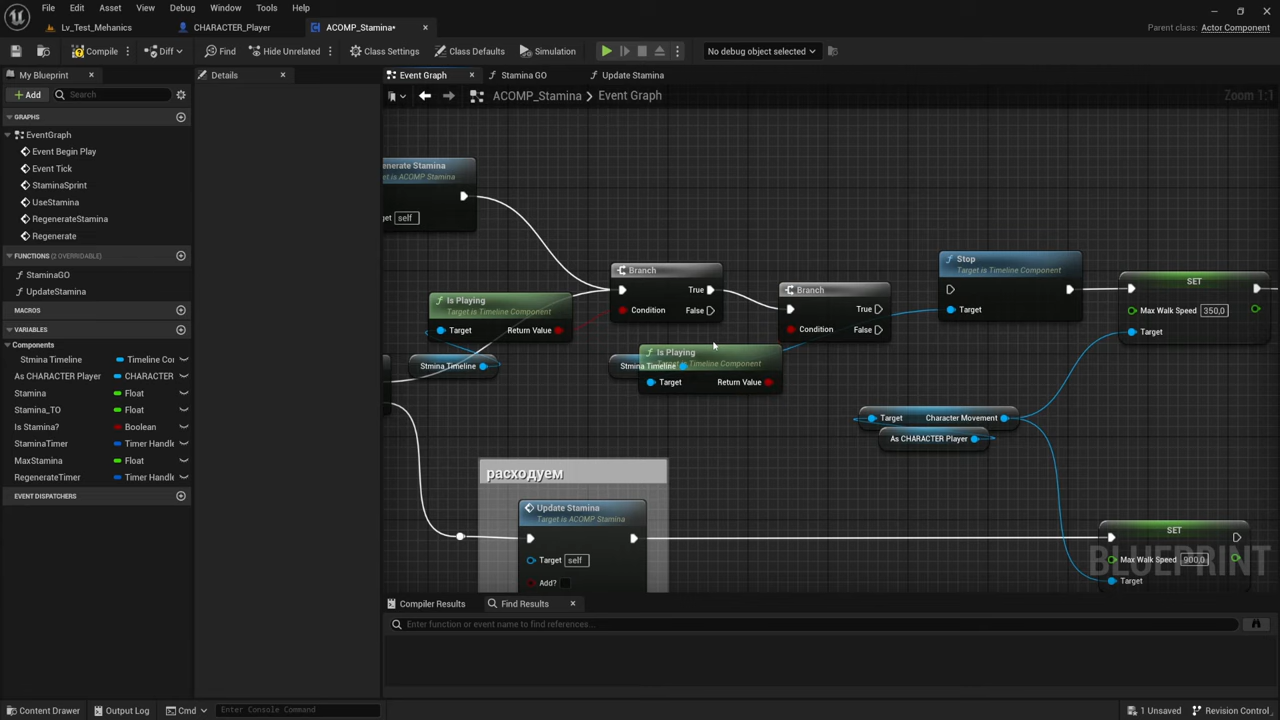 File Edit Asset View Debug Window Tools Help
Lv_Test_Mehanics CHARACTER_Player ACOMP_Stamina•
Parent class: Actor Component
Compile Diff Find Hide Unrelated Class Settings Class Defaults Simulation No debug object selected
My Blueprint Details Event Graph Stamina GO Update Stamina
Add Search
ACOMP_Stamina Event Graph Zoom 1:1
GRAPHS
EventGraph
Event Begin Play
Event Tick
StaminaSprint
UseStamina
RegenerateStamina
Regenerate
FUNCTIONS (2 OVERRIDABLE)
StaminaGO
UpdateStamina
MACROS
VARIABLES
Components
Stmina Timeline Timeline Co
As CHARACTER Player CHARACTER
Stamina Float
Stamina_TO Float
Is Stamina? Boolean
StaminaTimer Timer Handle
MaxStamina Float
RegenerateTimer Timer Handle
EVENT DISPATCHERS
enerate Stamina
Target is ACOMP Stamina
get self
Is Playing
Target is Timeline Component
Target Return Value
Stmina Timeline
Branch
True
Condition False
Stmina Timeline
Is Playing
Target is Timeline Component
Target Return Value
Branch
True
Condition False
Stop
Target is Timeline Component
Target
SET
Max Walk Speed 350,0
Target
Target Character Movement
As CHARACTER Player
расходуем
Update Stamina
Target is ACOMP Stamina
Target self
Add?
SET
Max Walk Speed 900,0
Target
BLUEPRINT
Compiler Results Find Results
Enter function or event name to find references...
Content Drawer Output Log Cmd Enter Console Command 1 Unsaved Revision Control